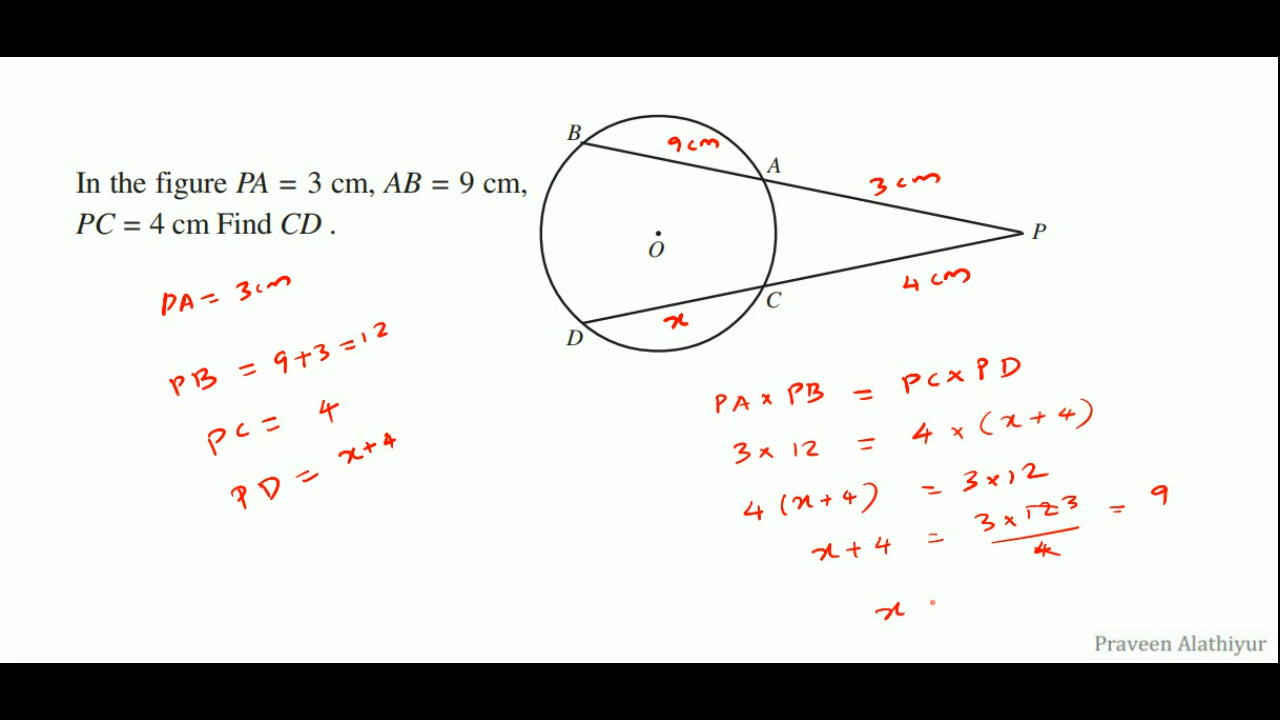 In the figure PA = 3 cm, AB = 9 cm,
PC = 4 cm Find CD .
B
9cm
A
3cm
P
O
4cm
C
x
D
PA = 3cm
PB = 9+3 = 12
PC = 4
PD = x+4
PA x PB = PC x PD
3 x 12 = 4 x (x + 4)
4 (x + 4) = 3 x 12
x + 4 = 3 x 12 3 / 4 = 9
x
Praveen Alathiyur